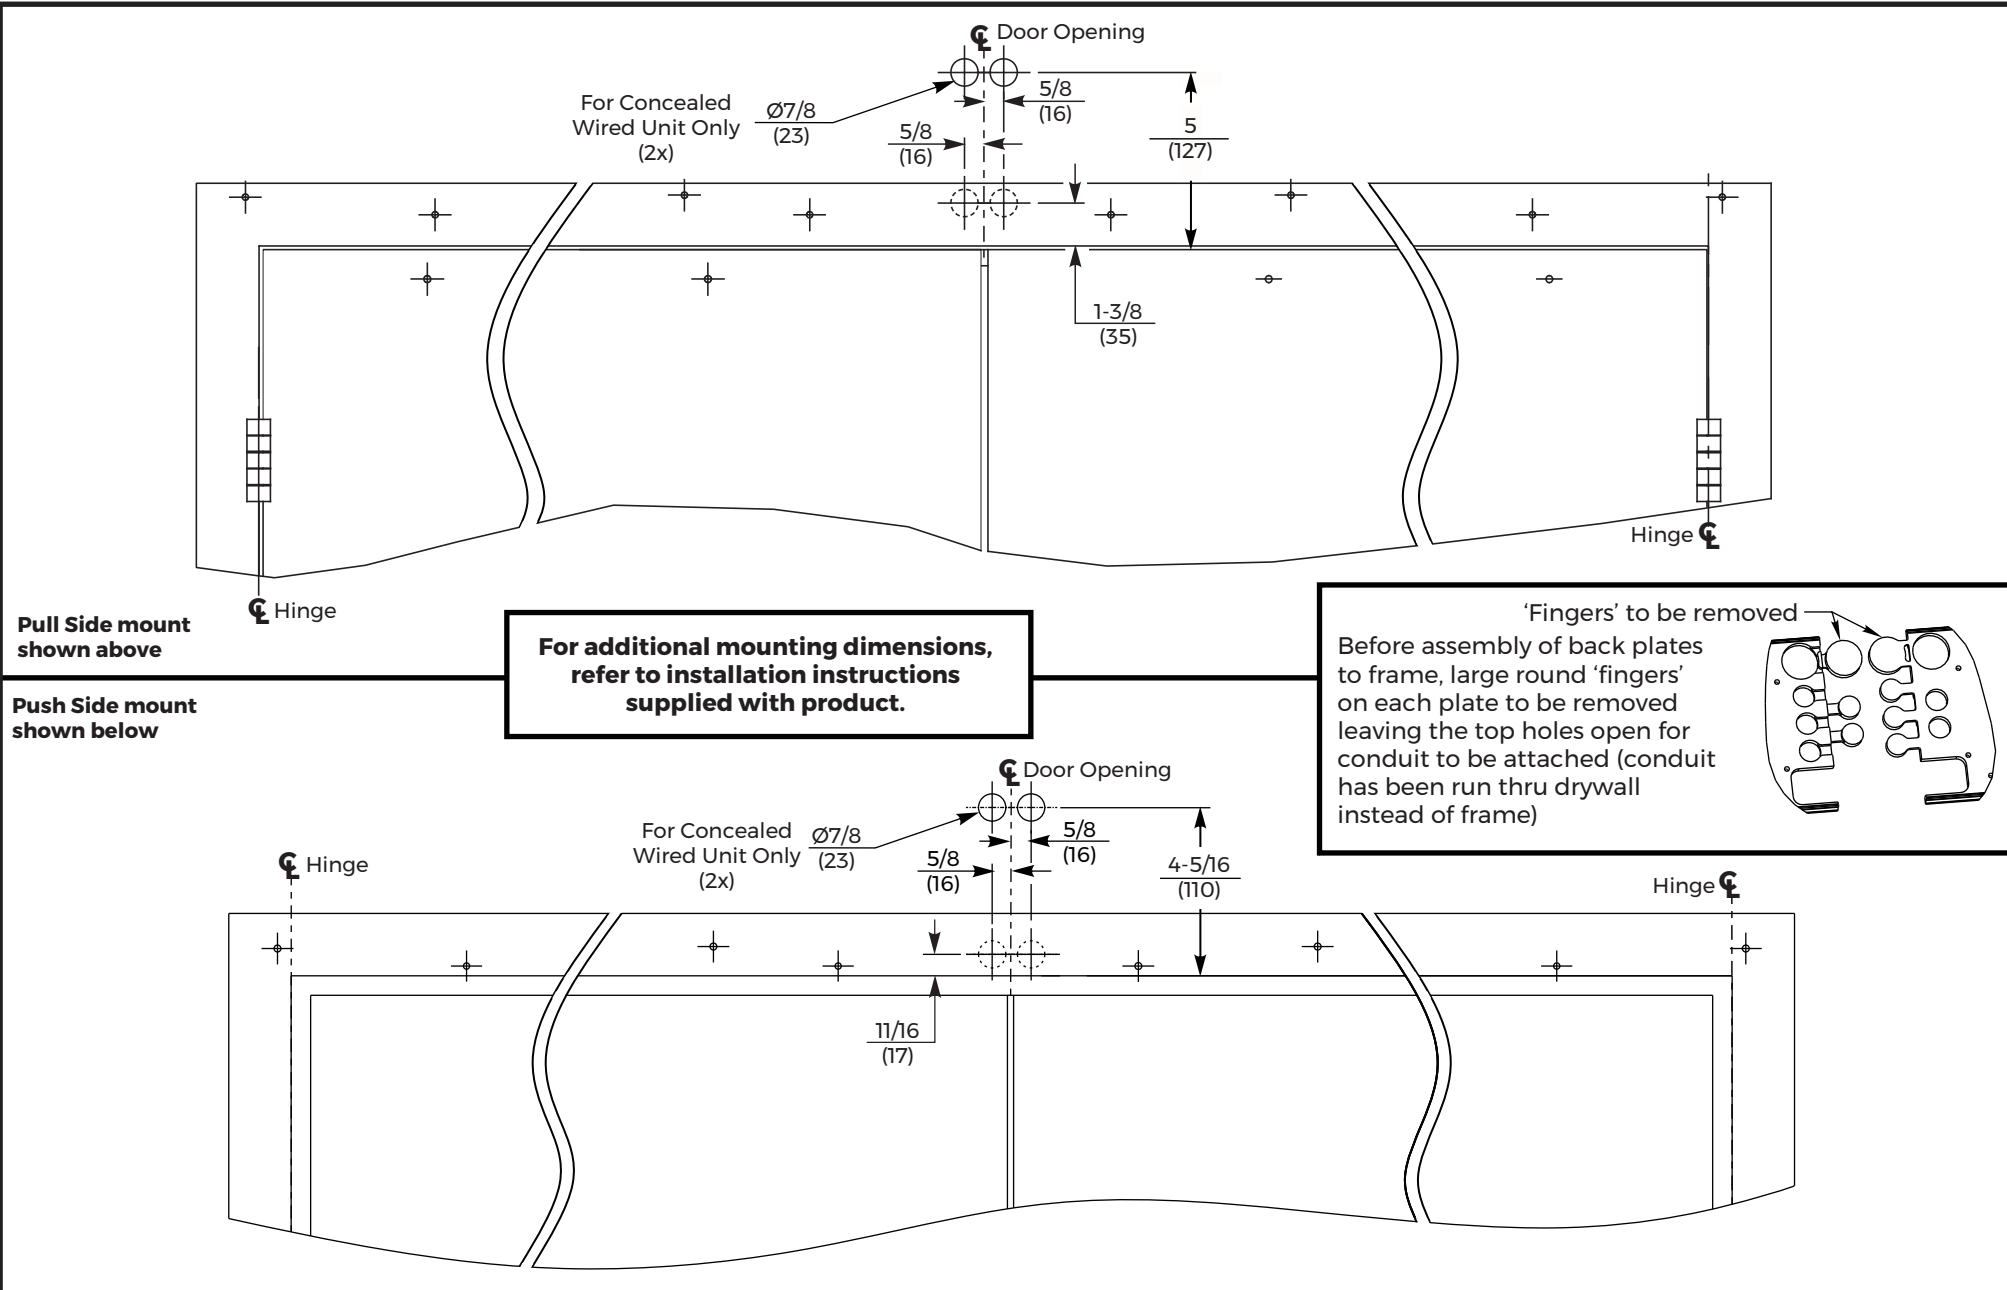 ℄ Door Opening
For Concealed
Wired Unit Only
(2x)
Ø7/8
(23)
5/8
(16)
5/8
(16)
5
(127)
1-3/8
(35)
Hinge ℄
℄ Hinge
Pull Side mount
shown above
For additional mounting dimensions,
refer to installation instructions
supplied with product.
‘Fingers’ to be removed
Before assembly of back plates
to frame, large round ‘fingers’
on each plate to be removed
leaving the top holes open for
conduit to be attached (conduit
has been run thru drywall
instead of frame)
Push Side mount
shown below
℄ Door Opening
For Concealed
Wired Unit Only
(2x)
Ø7/8
(23)
5/8
(16)
5/8
(16)
4-5/16
(110)
℄ Hinge
Hinge ℄
11/16
(17)